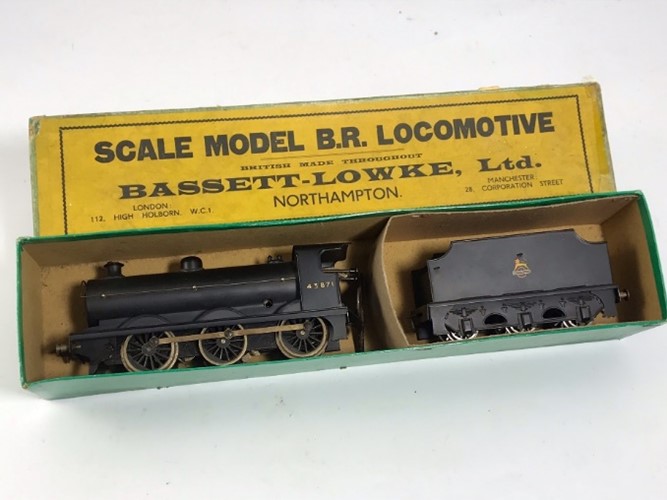 SCALE MODEL B.R. LOCOMOTIVE
BRITISH MADE THROUGHOUT
BASSETT-LOWKE, Ltd.
LONDON:
112, HIGH HOLBORN. W.C.1
NORTHAMPTON.
MANCHESTER:
28, CORPORATION STREET
43871